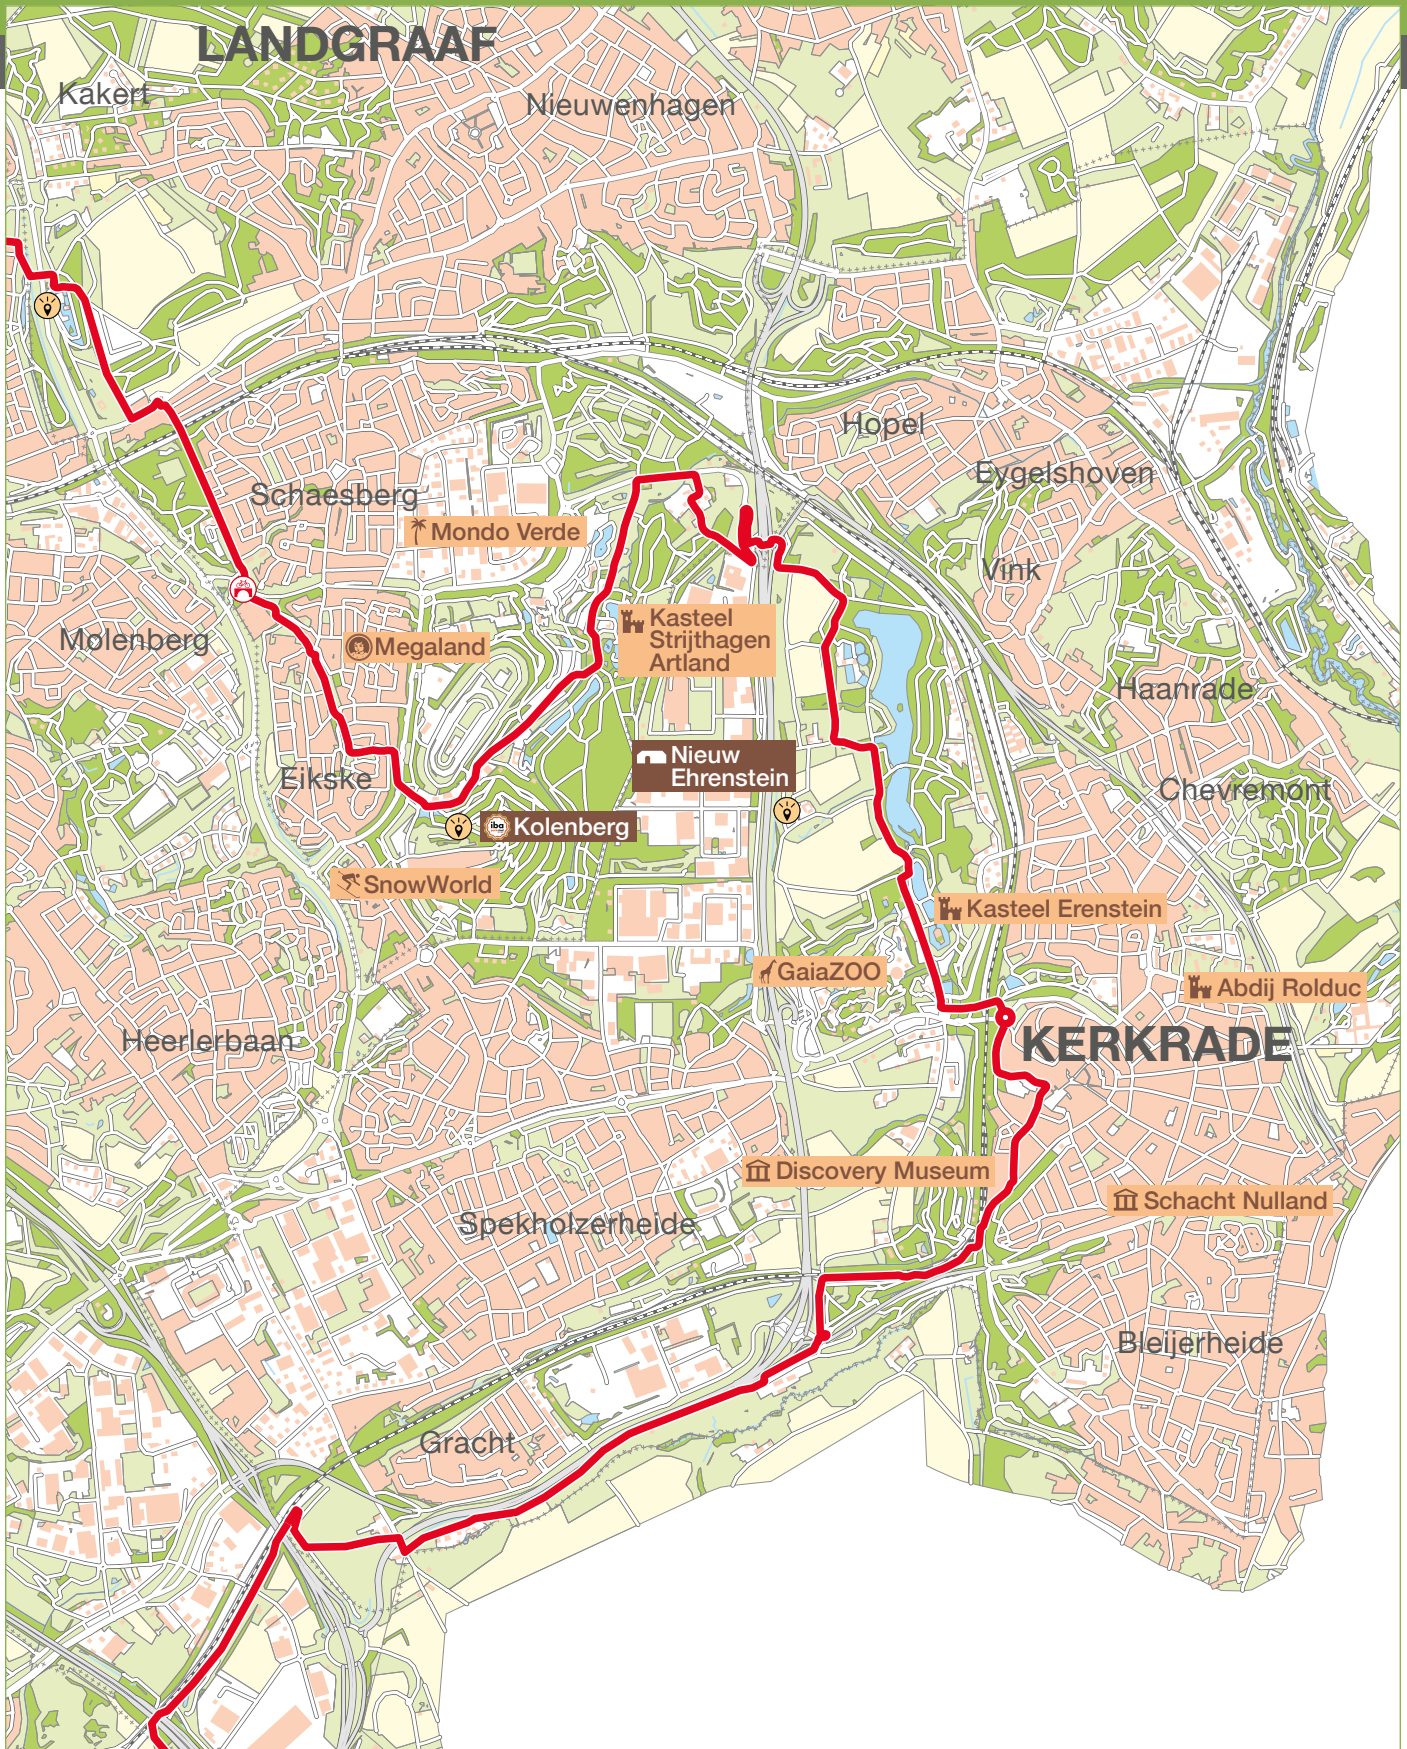 LANDGRAAF
Kakert
Nieuwenhagen
Hopel
Eygelshoven
Schaesberg
Mondo Verde
Vink
Molenberg
Kasteel
Strijthagen
Artland
Megaland
Haanrade
Nieuw
Ehrenstein
Eikske
Chevremont
iba
Kolenberg
SnowWorld
Kasteel Erenstein
GaiaZOO
Abdij Rolduc
Heerlerbaan
KERKRADE
Discovery Museum
Schacht Nulland
Spekholzerheide
Bleijerheide
Gracht